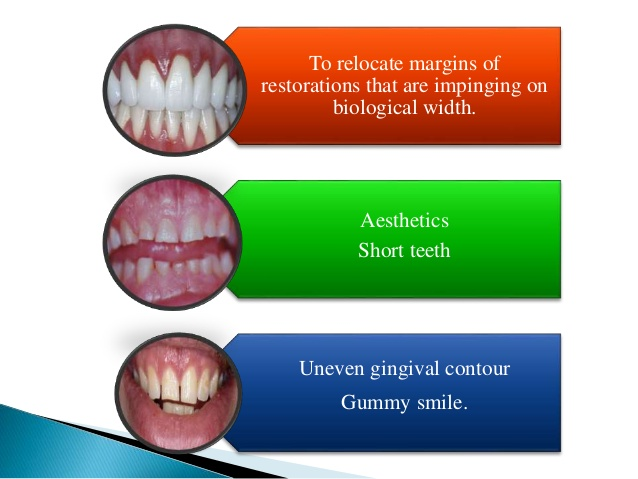 To relocate margins of
restorations that are impinging on
biological width.
Aesthetics
Short teeth
Uneven gingival contour
Gummy smile.